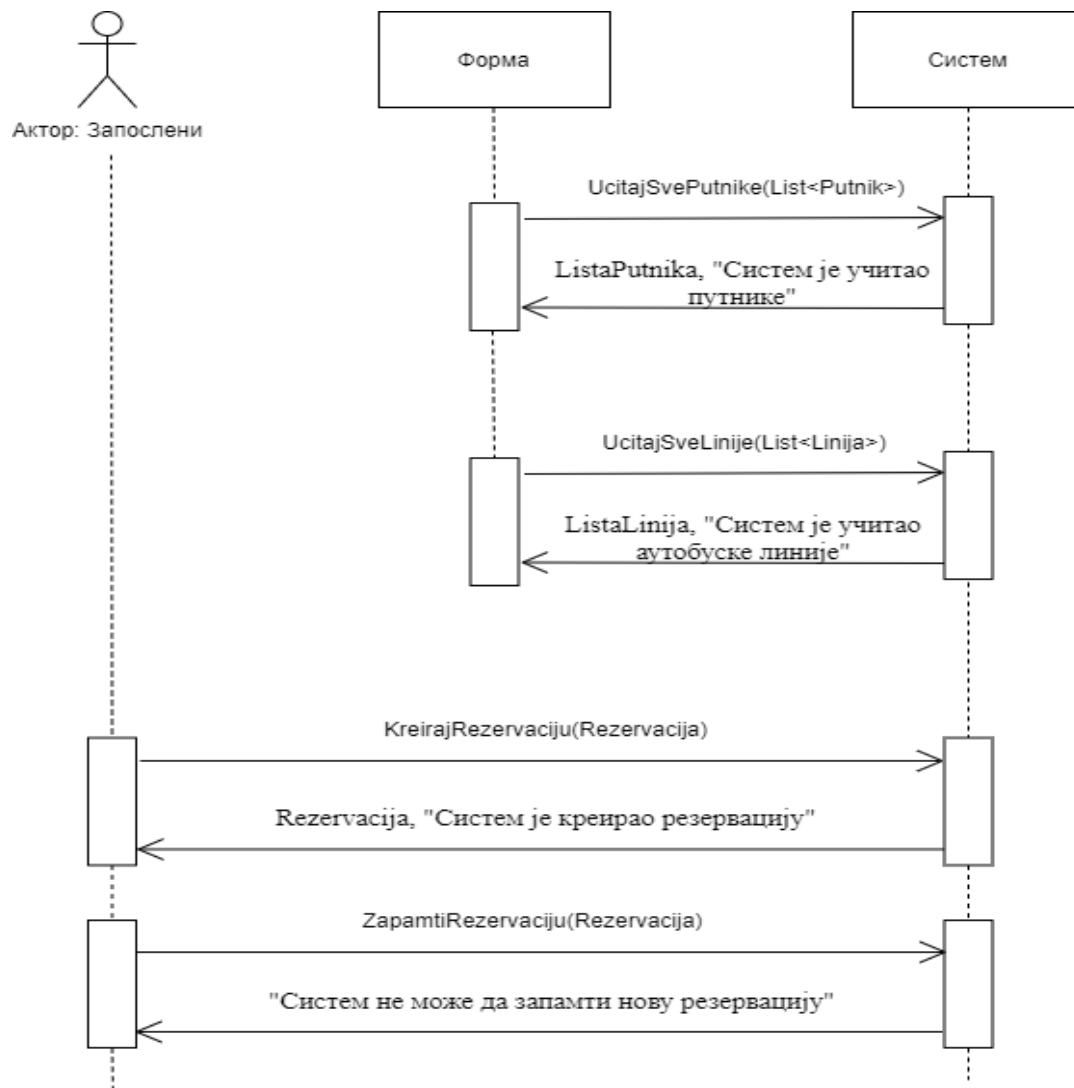 Форма
Систем
Актор: Запослени
UcitajSvePutnike(List<Putnik>)
ListaPutnika, "Систем је учитао
путнике"
UcitajSveLinije(List<Linija>)
ListaLinija, "Систем је учитао
аутобуске линије"
KreirajRezervaciju(Rezervacija)
Rezervacija, "Систем је креирао резервацију"
ZapamtiRezervaciju(Rezervacija)
"Систем не може да запамти нову резервацију"